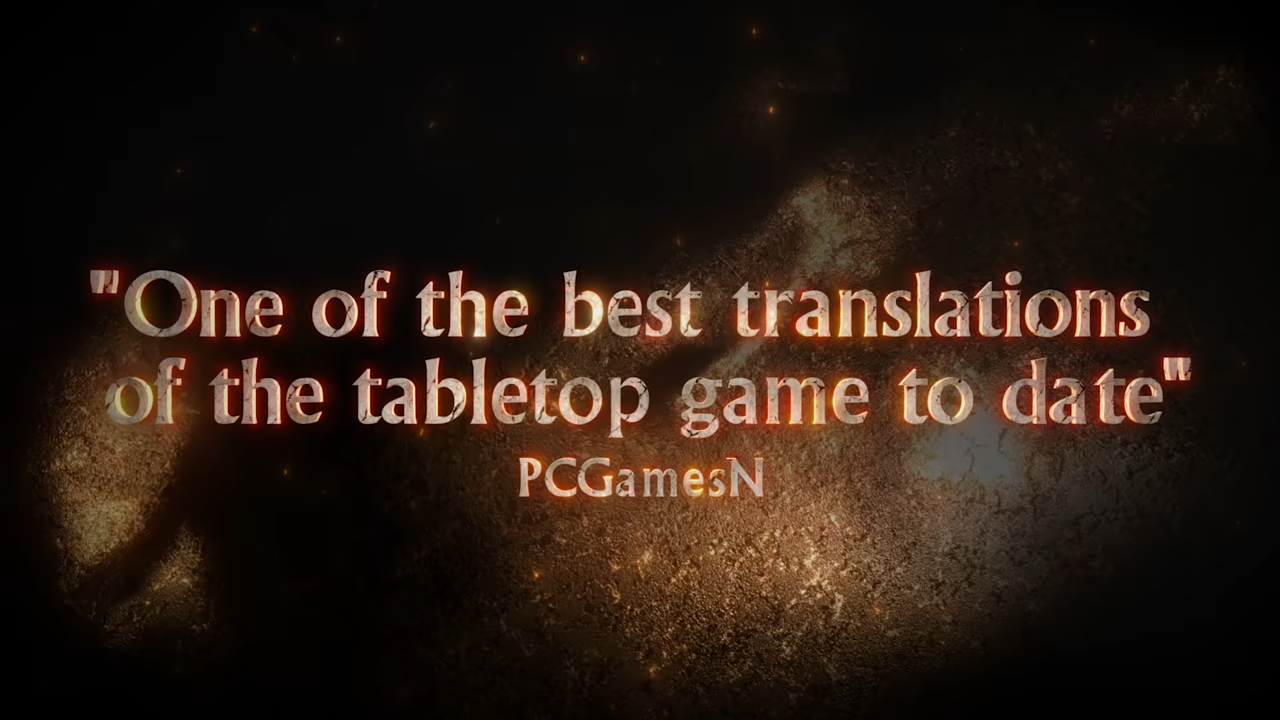 "One of the best translations
of the tabletop game to date"
PCGamesN